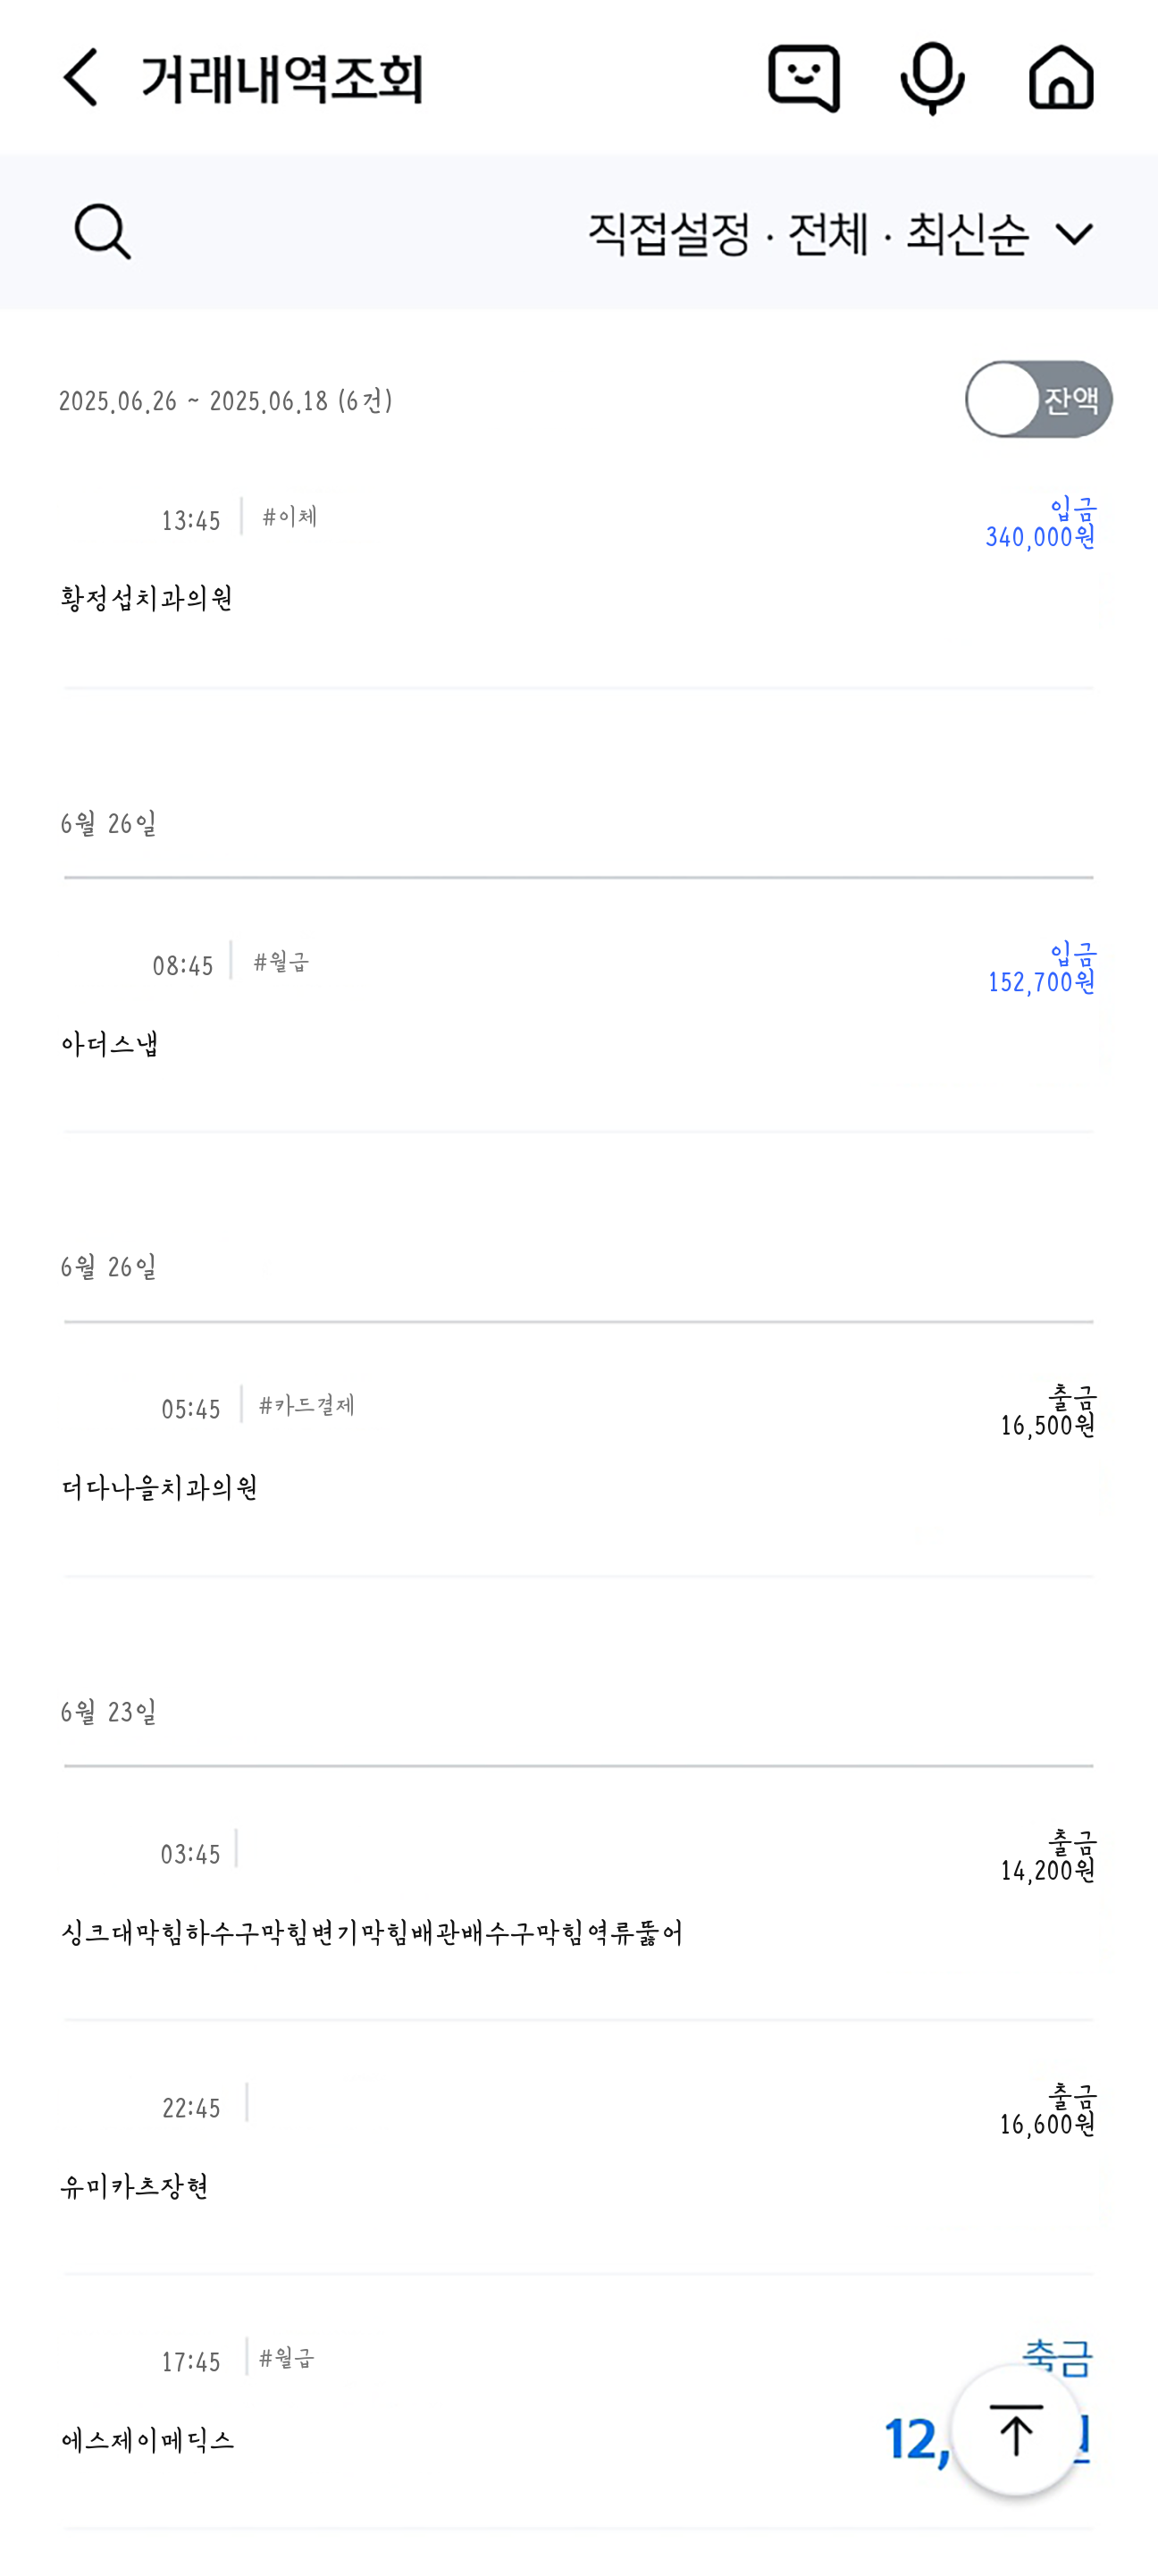 거래내역조회
직접설정 · 전체 · 최신순
2025.06.26 ~ 2025.06.18 (6건)
잔액
13:45 #이체
입금
340,000원
황정섭치과의원
6월 26일
08:45 #월급
입금
152,700원
아더스냅
6월 26일
05:45 #카드결제
출금
16,500원
더다나을치과의원
6월 23일
03:45
출금
14,200원
싱크대막힘하수구막힘변기막힘배관배수구막힘역류뚫어
22:45
출금
16,600원
유미카츠장현
17:45 #월급
에스제이메딕스
12,